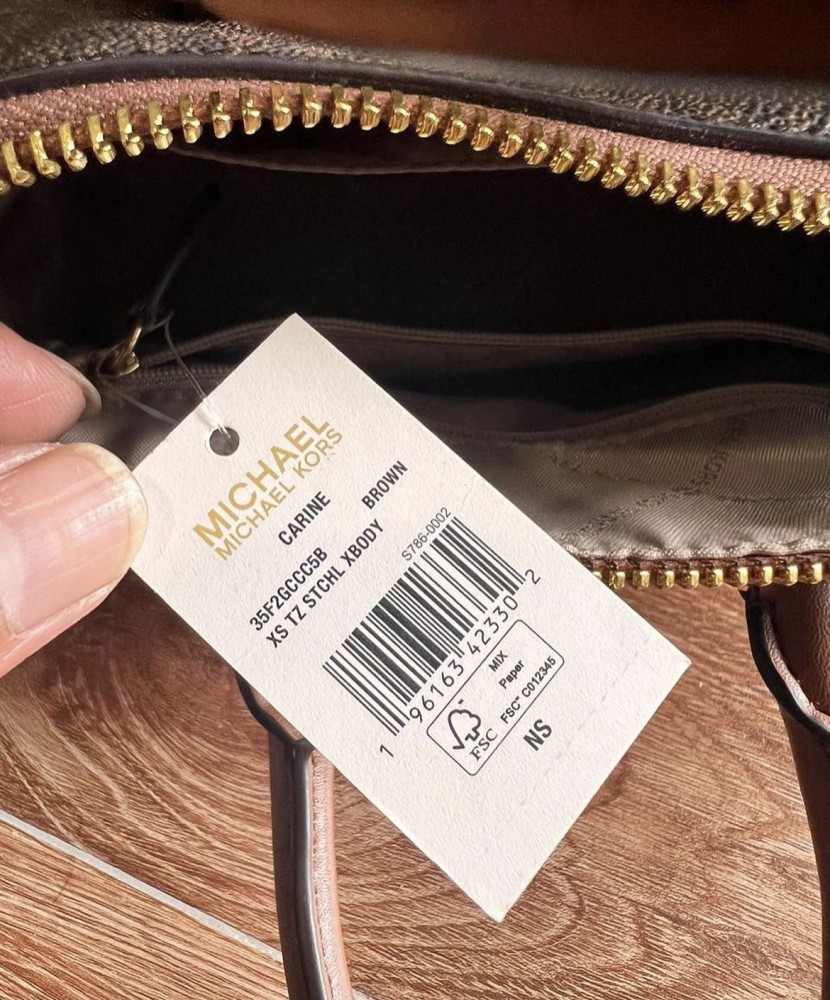 MICHAEL
MICHAEL KORS
CARINE
35F2GCCC5B BROWN
XS TZ STCHL XBODY
S786-0002
1 96163 42330 2
MIX
Paper
FSC FSC™ C012345
NS